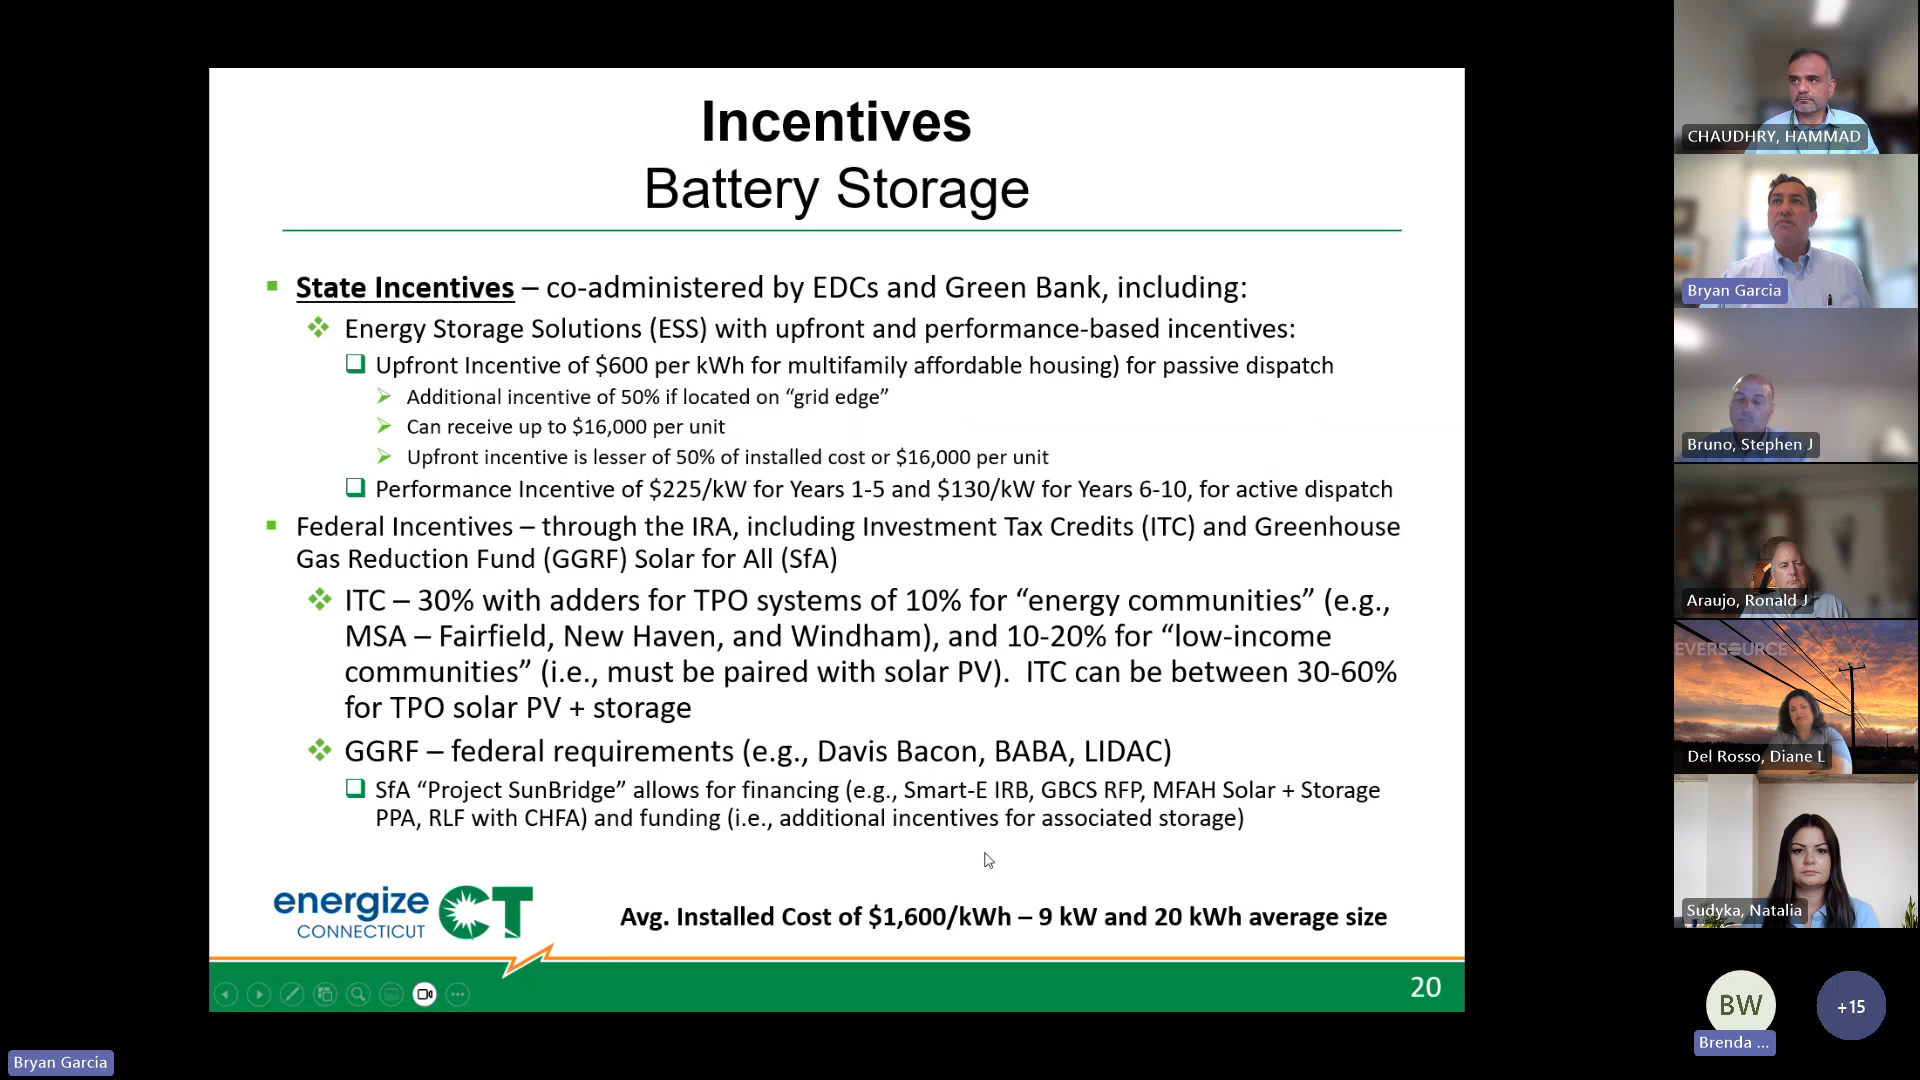 Incentives
Battery Storage
State Incentives – co-administered by EDCs and Green Bank, including:
Energy Storage Solutions (ESS) with upfront and performance-based incentives:
Upfront Incentive of $600 per kWh for multifamily affordable housing) for passive dispatch
Additional incentive of 50% if located on “grid edge”
Can receive up to $16,000 per unit
Upfront incentive is lesser of 50% of installed cost or $16,000 per unit
Performance Incentive of $225/kW for Years 1-5 and $130/kW for Years 6-10, for active dispatch
Federal Incentives – through the IRA, including Investment Tax Credits (ITC) and Greenhouse
Gas Reduction Fund (GGRF) Solar for All (SfA)
ITC – 30% with adders for TPO systems of 10% for “energy communities” (e.g.,
MSA – Fairfield, New Haven, and Windham), and 10-20% for “low-income
communities” (i.e., must be paired with solar PV). ITC can be between 30-60%
for TPO solar PV + storage
GGRF – federal requirements (e.g., Davis Bacon, BABA, LIDAC)
SfA “Project SunBridge” allows for financing (e.g., Smart-E IRB, GBCS RFP, MFAH Solar + Storage
PPA, RLF with CHFA) and funding (i.e., additional incentives for associated storage)
energize CT
CONNECTICUT
Avg. Installed Cost of $1,600/kWh – 9 kW and 20 kWh average size
20
Bryan Garcia
CHAUDHRY, HAMMAD
Bryan Garcia
Bruno, Stephen J
Araujo, Ronald J
EVERSOURCE
Del Rosso, Diane L
Sudyka, Natalia
BW
+15
Brenda ...